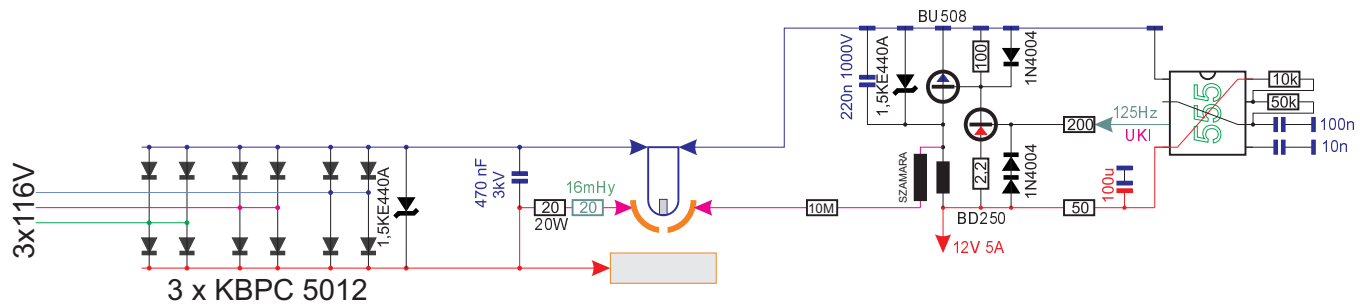 3x116V
3 x KBPC 5012
1,5KE440A
470 nF
3kV
20
20W
16mHy
20
10M
220n 1000V
1,5KE440A
BU508
100
1N4004
SZAMARA
2.2
BD250
1N4004
12V 5A
200
125Hz
UKI
50
100u
555
10k
50k
100n
10n